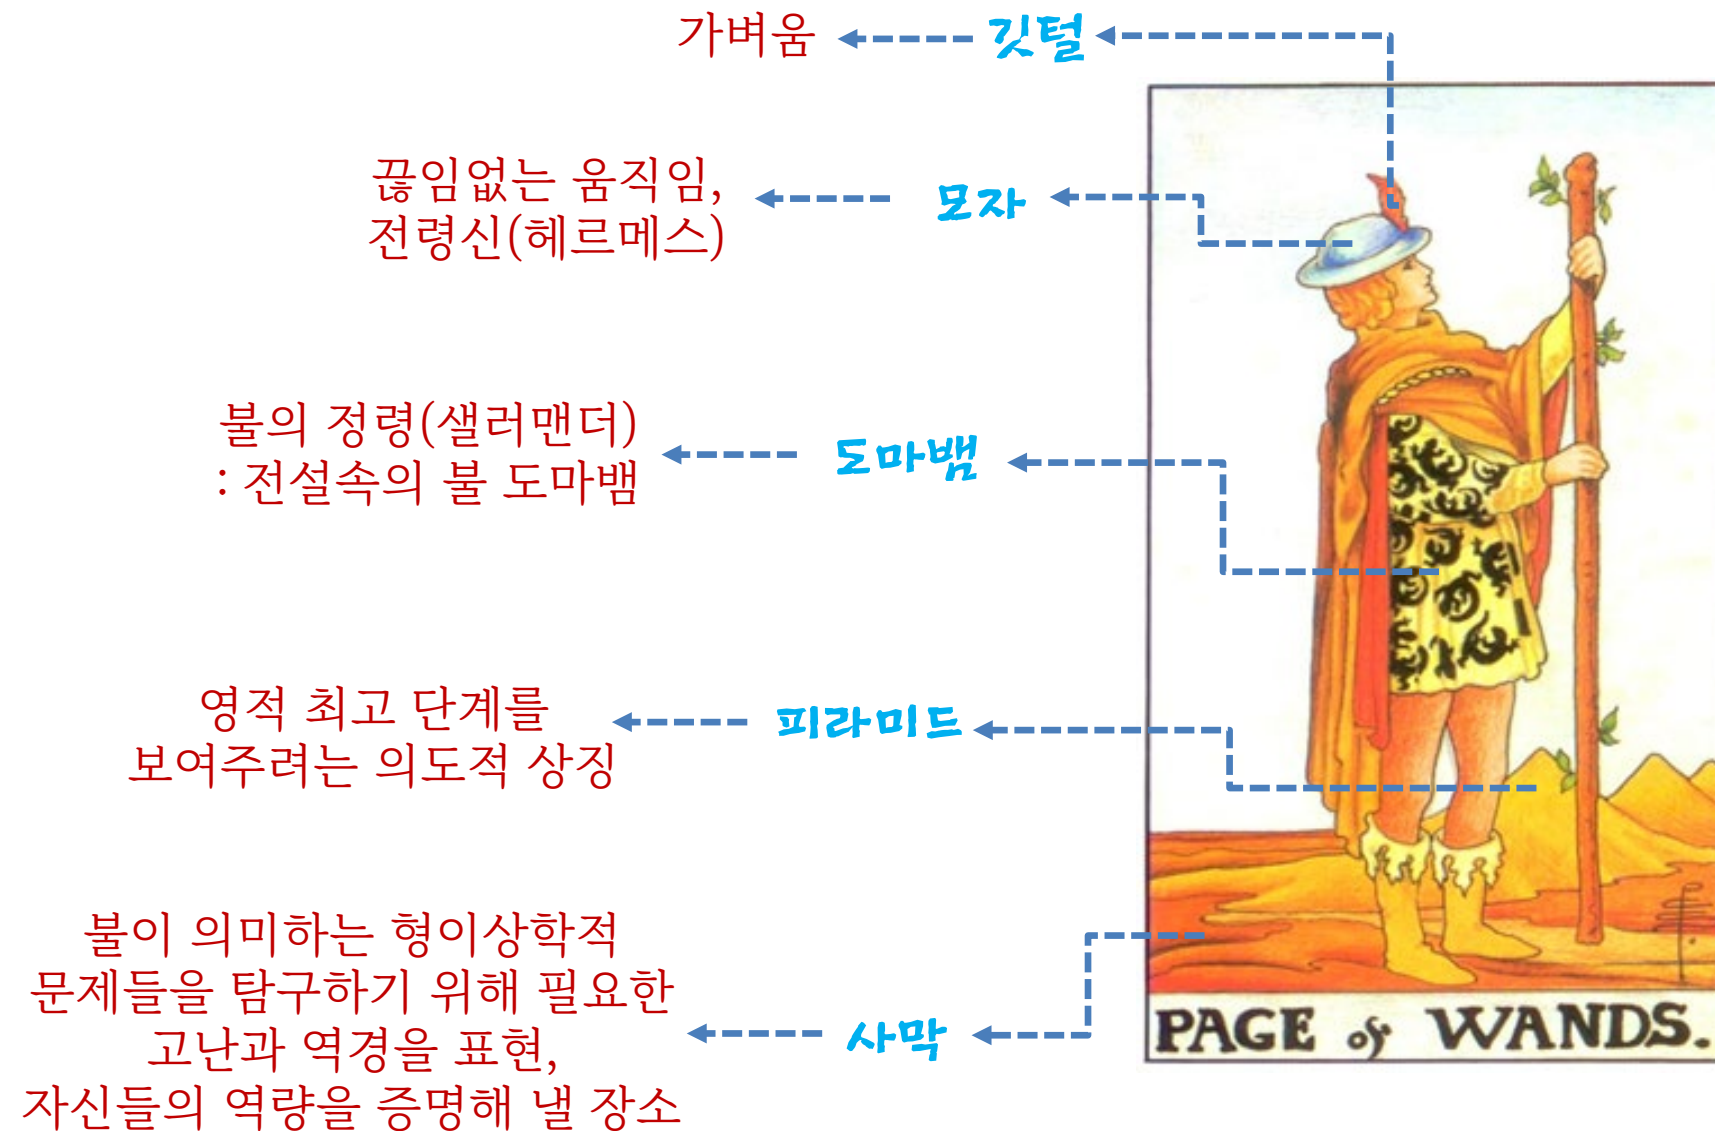 가벼움
깃털
끊임없는 움직임,
전령신(헤르메스)
모자
불의 정령(샐러맨더)
: 전설속의 불 도마뱀
도마뱀
영적 최고 단계를
보여주려는 의도적 상징
피라미드
불이 의미하는 형이상학적
문제들을 탐구하기 위해 필요한
고난과 역경을 표현,
자신들의 역량을 증명해 낼 장소
사막
PAGE of WANDS.